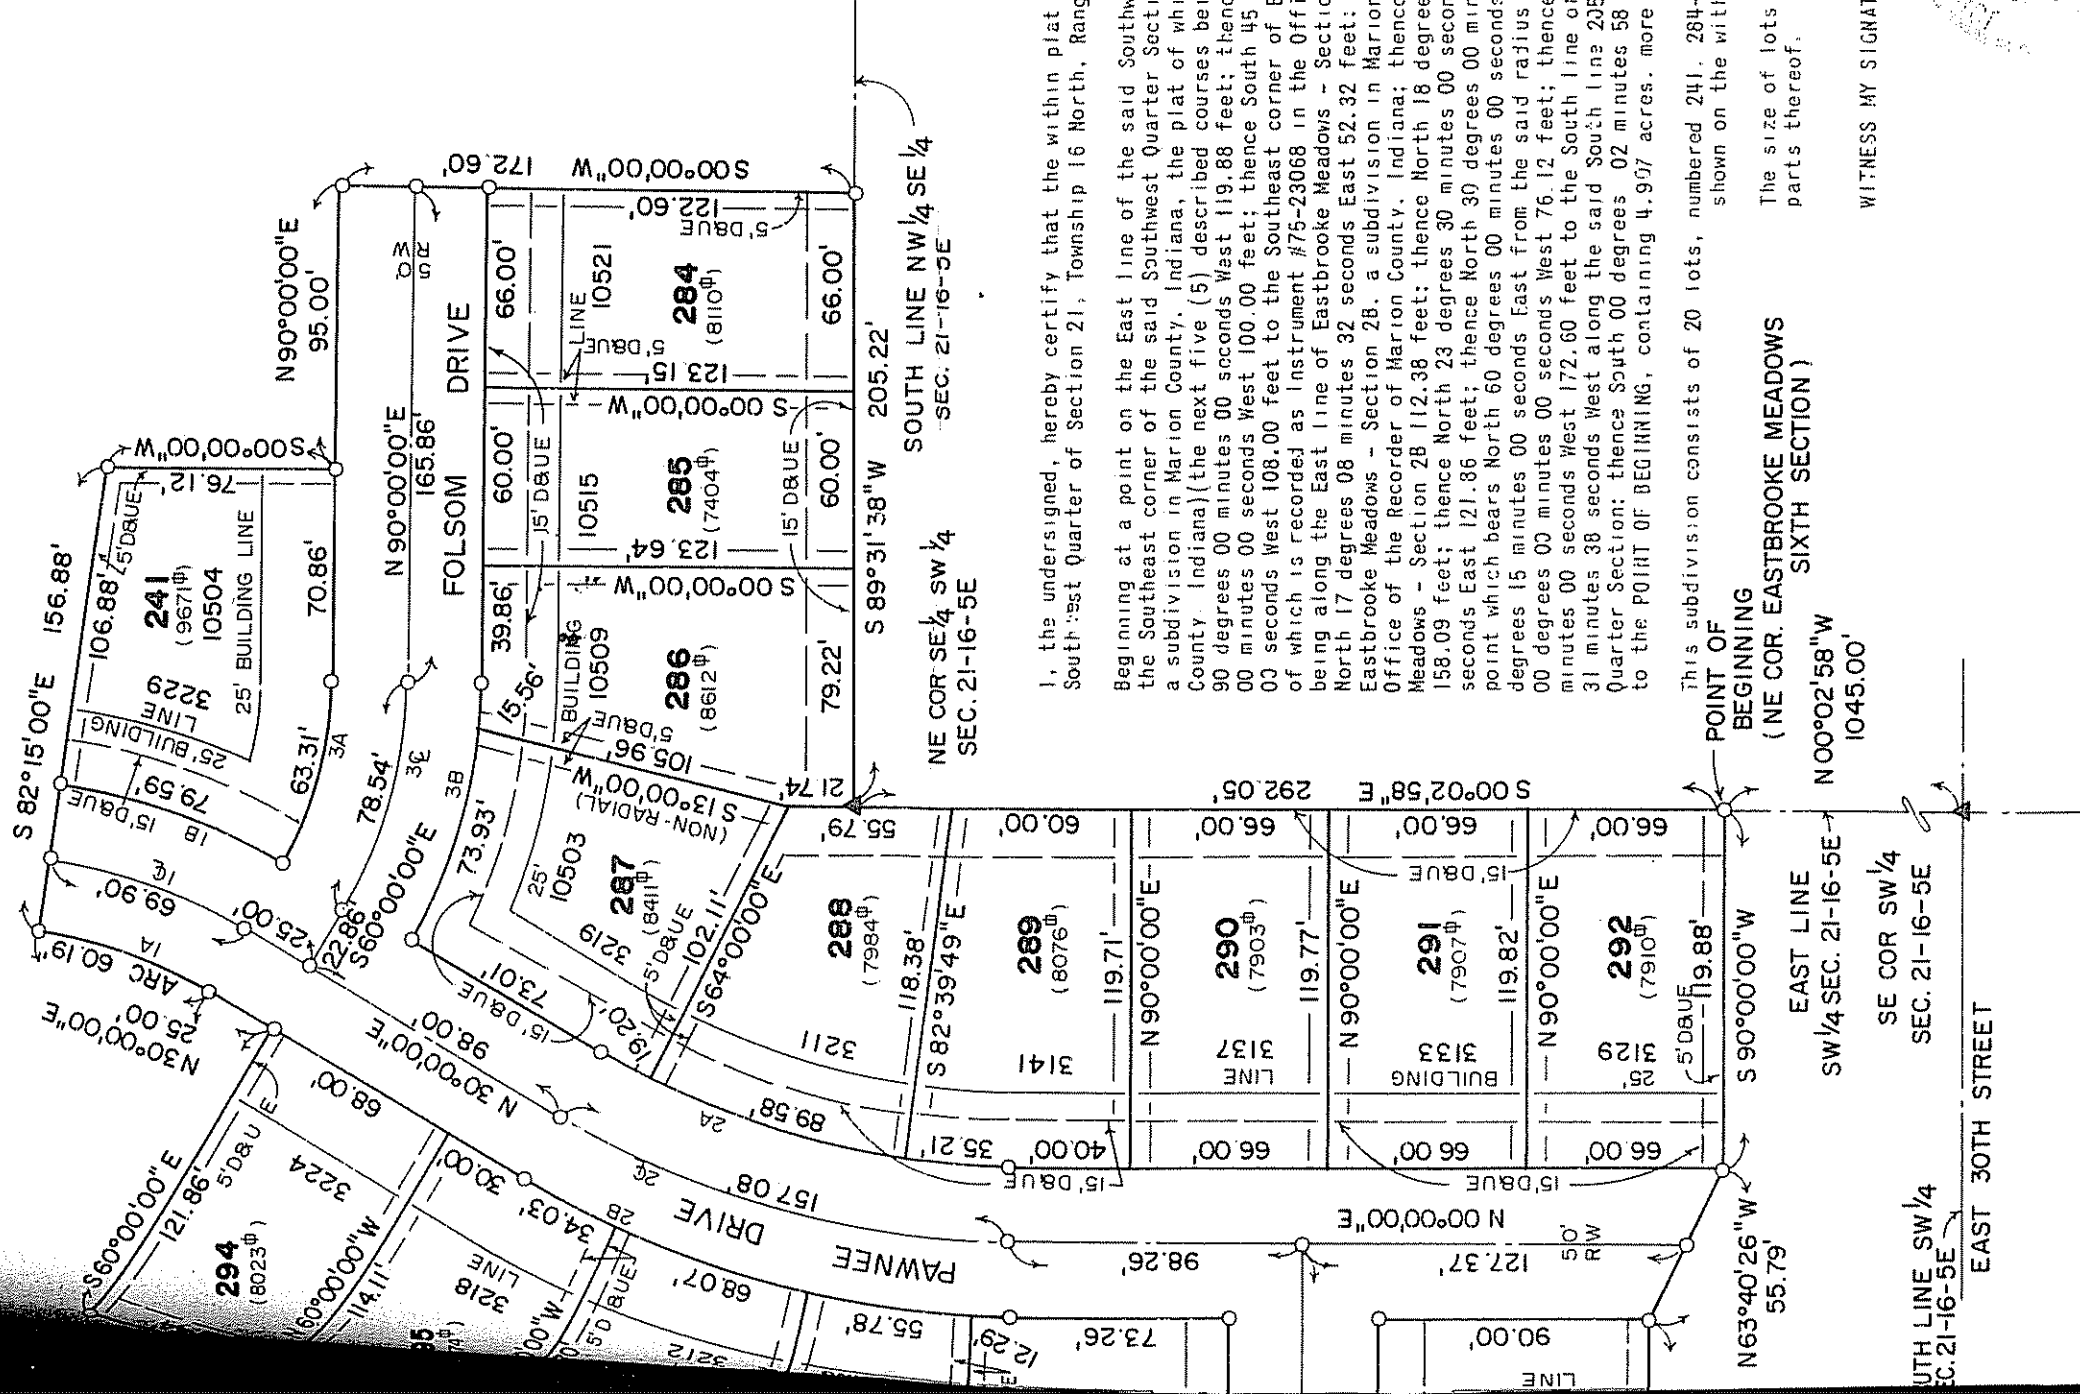 S 82°15'00"E 156.88'
106.88'
5'D&UE
241
(9671⏀)
10504
25' BUILDING LINE
3229
LINE
25' BUILDING
79.59'
15' D&UE
1B
63.31'
3A
70.86'
76.12'
S00°00'00"W
N90°00'00"E
95.00'
N 90°00'00"E
165.86'
FOLSOM DRIVE
50
RW
172.60' S00°00'00"W
78.54'
3℄
3B
S60°00'00"E
22.86'
73.93'
15.56'
39.86'
60.00'
66.00'
15' D&UE
LINE
5' D&UE
10521
284
(8110⏀)
122.60'
5' D&UE
123.15'
66.00'
S 00°00'00"W
10515
285
(7404⏀)
123.64'
15' D&UE
60.00'
S 00°00'00"W
BUILDING
10509
286
(8612⏀)
5' D&UE
105.96'
79.22'
21.74'
S 13°00'00"W
(NON-RADIAL)
S 89°31'38"W 205.22'
SOUTH LINE NW¼ SE¼
SEC. 21-16-5E
NE COR SE¼ SW¼
SEC. 21-16-5E
69.90'
1℄
25.00'
60.19'
ARC
1A
25.00'
N30°00'00"E
68.00'
98.00'
N 30°00'00"E
10503
25'
287
(8411⏀)
3219
5'D&UE
102.11'
S64°00'00"E
73.01'
15' D&UE
19.20'
288
(7984⏀)
3211
118.38'
S 82°39'49"E
55.79'
89.58'
2A
35.21'
289
(8076⏀)
3141
119.71'
60.00'
40.00'
N 90°00'00"E
290
(7903⏀)
3137
LINE
119.77'
66.00'
66.00'
N 90°00'00"E
291
(7907⏀)
3133
BUILDING
119.82'
66.00'
66.00'
15' D&UE
N 90°00'00"E
292
(7910⏀)
3129
25'
5'D&UE
119.88'
66.00'
66.00'
S 90°00'00"W
15' D&UE
15' D&UE
292.05' S 00°02'58"E
121.86'
S60°00'00"E
5'D&U E
3224
294
(8023⏀)
30.00'
60°00'00"W
114.11'
3218
LINE
34.03'
2B
2℄
157.08'
PAWNEE DRIVE
5'D &UE
68.07'
3212
55.78'
12.29'
73.26'
98.26'
N 00°00'00"E
127.37'
50
RW
90.00'
LINE
N63°40'26"W
55.79'
POINT OF
BEGINNING
(NE COR. EASTBROOKE MEADOWS
SIXTH SECTION)
N00°02'58"W
1045.00'
EAST LINE
SW¼ SEC. 21-16-5E
SE COR SW¼
SEC. 21-16-5E
EAST 30TH STREET
UTH LINE SW¼
EC.21-16-5E
I, the undersigned, hereby certify that the within plat
Quarter of Section 21, Township 16 North, Rang
Beginning at a point on the East line of the said Southw
the Southeast corner of the said Southwest Quarter Secti
a subdivision in Marion County, Indiana, the plat of whi
County Indiana)(the next five (5) described courses bei
90 degrees 00 minutes 00 seconds West 119.88 feet; thenc
00 minutes 00 seconds West 100.00 feet; thence South 45
00 seconds West 108.00 feet to the Southeast corner of E
of which is recorded as Instrument #75-23068 in the Offi
being along the East line of Eastbrooke Meadows - Sectio
North 17 degrees 08 minutes 32 seconds East 52.32 feet:
Eastbrooke Meadows - Section 2B. a subdivision in Marion
Office of the Recorder of Marion County. Indiana; thenc
Meadows - Section 2B 112.38 feet; thence North 18 degree
158.09 feet; thence North 23 degrees 30 minutes 00 secon
seconds East 121.86 feet; thence North 30 degrees 00 min
point which bears North 60 degrees 00 minutes 00 seconds
degrees 15 minutes 00 seconds East from the said radius
00 degrees 00 minutes 00 seconds West 76.12 feet; thence
minutes 00 seconds West 172.60 feet to the South line of
31 minutes 38 seconds West along the said South line 205
Quarter Section: thence South 00 degrees 02 minutes 58
to the POINT OF BEGINNING, containing 4.907 acres. more
This subdivision consists of 20 lots, numbered 241. 284-
shown on the with
The size of lots
parts thereof.
WITNESS MY SIGNAT